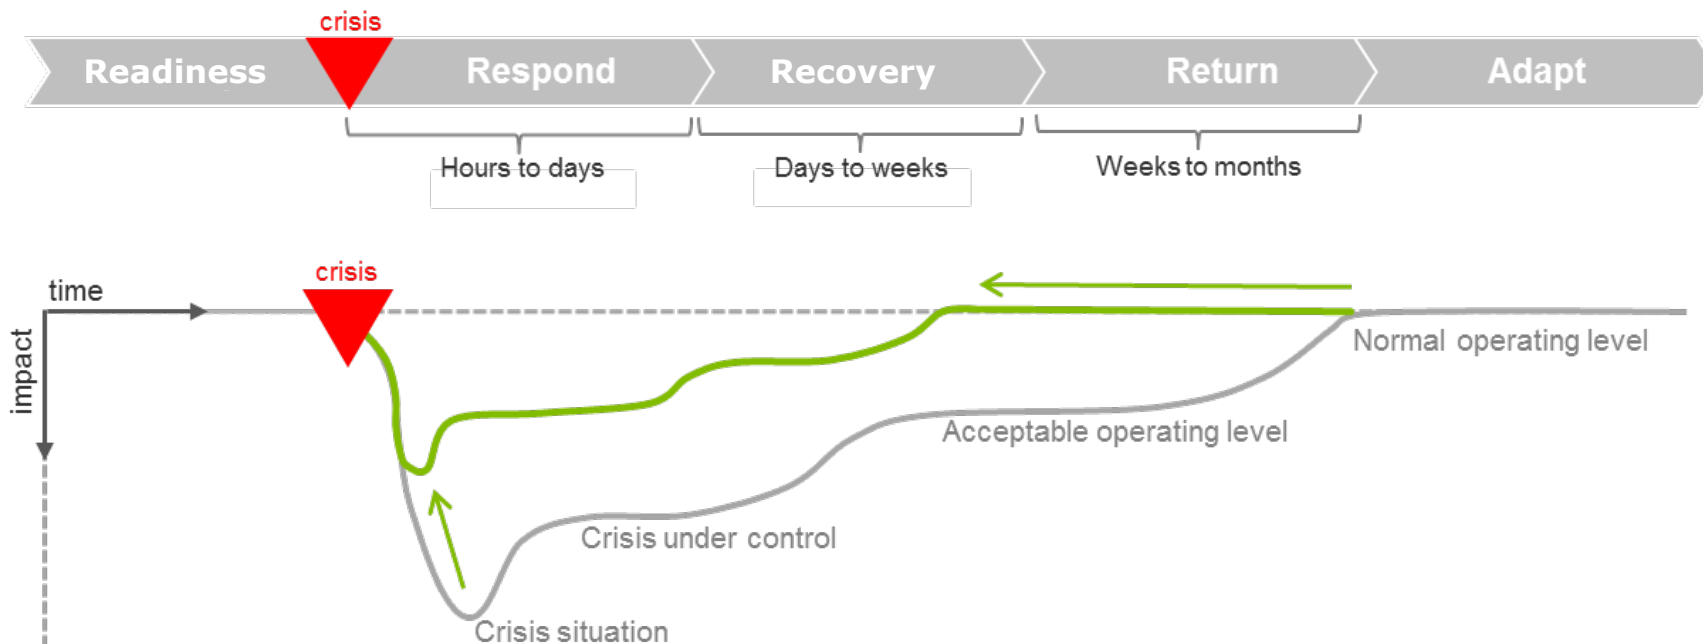 crisis
Readiness
Respond
Recovery
Return
Adapt
Hours to days
Days to weeks
Weeks to months
crisis
time
impact
Normal operating level
Acceptable operating level
Crisis under control
Crisis situation